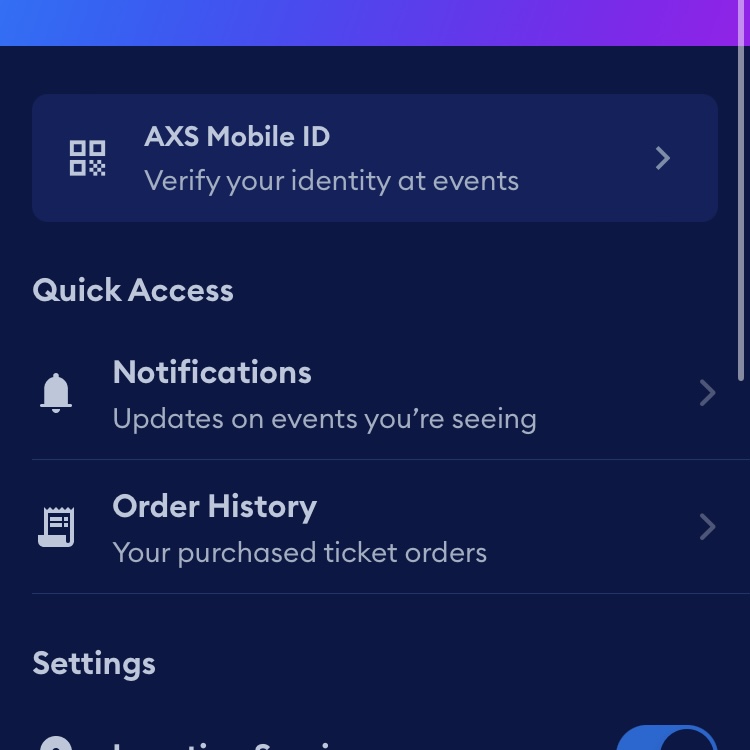 AXS Mobile ID
Verify your identity at events
Quick Access
Notifications
Updates on events you’re seeing
Order History
Your purchased ticket orders
Settings